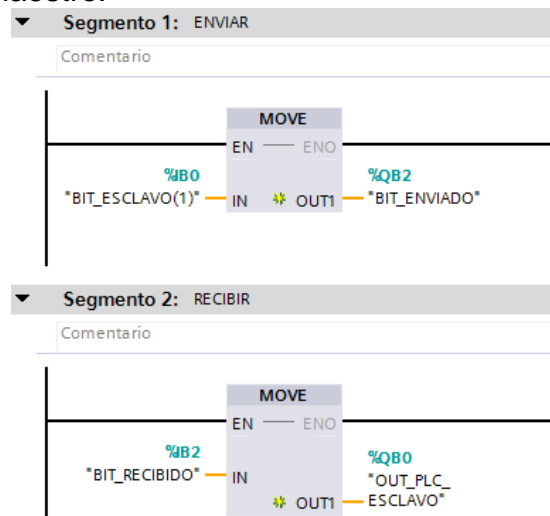 Segmento 1: ENVIAR
Comentario
MOVE
EN ENO
%IB0
"BIT_ESCLAVO(1)" IN
%QB2
OUT1 "BIT_ENVIADO"
Segmento 2: RECIBIR
Comentario
MOVE
EN ENO
%IB2
"BIT_RECIBIDO" IN
%QB0
"OUT_PLC_
OUT1 ESCLAVO"